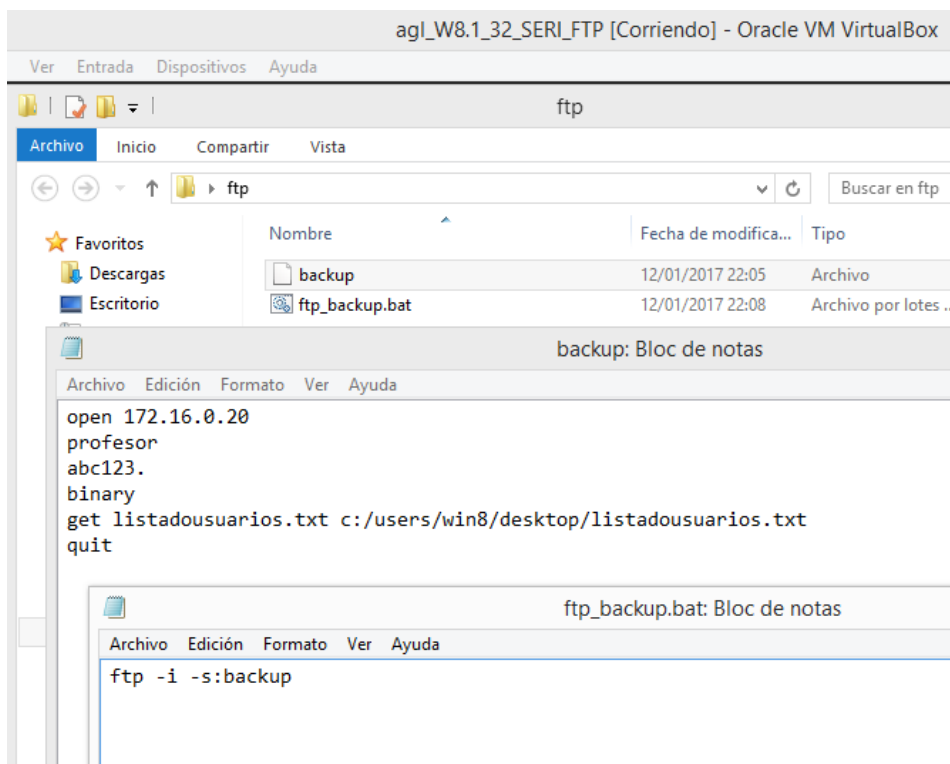 agl_W8.1_32_SERI_FTP [Corriendo] - Oracle VM VirtualBox
Ver Entrada Dispositivos Ayuda
ftp
Archivo Inicio Compartir Vista
ftp
Buscar en ftp
Favoritos
Descargas
Escritorio
Nombre Fecha de modifica... Tipo
backup 12/01/2017 22:05 Archivo
ftp_backup.bat 12/01/2017 22:08 Archivo por lotes ..
backup: Bloc de notas
Archivo Edición Formato Ver Ayuda
open 172.16.0.20
profesor
abc123.
binary
get listadousuarios.txt c:/users/win8/desktop/listadousuarios.txt
quit
ftp_backup.bat: Bloc de notas
Archivo Edición Formato Ver Ayuda
ftp -i -s:backup